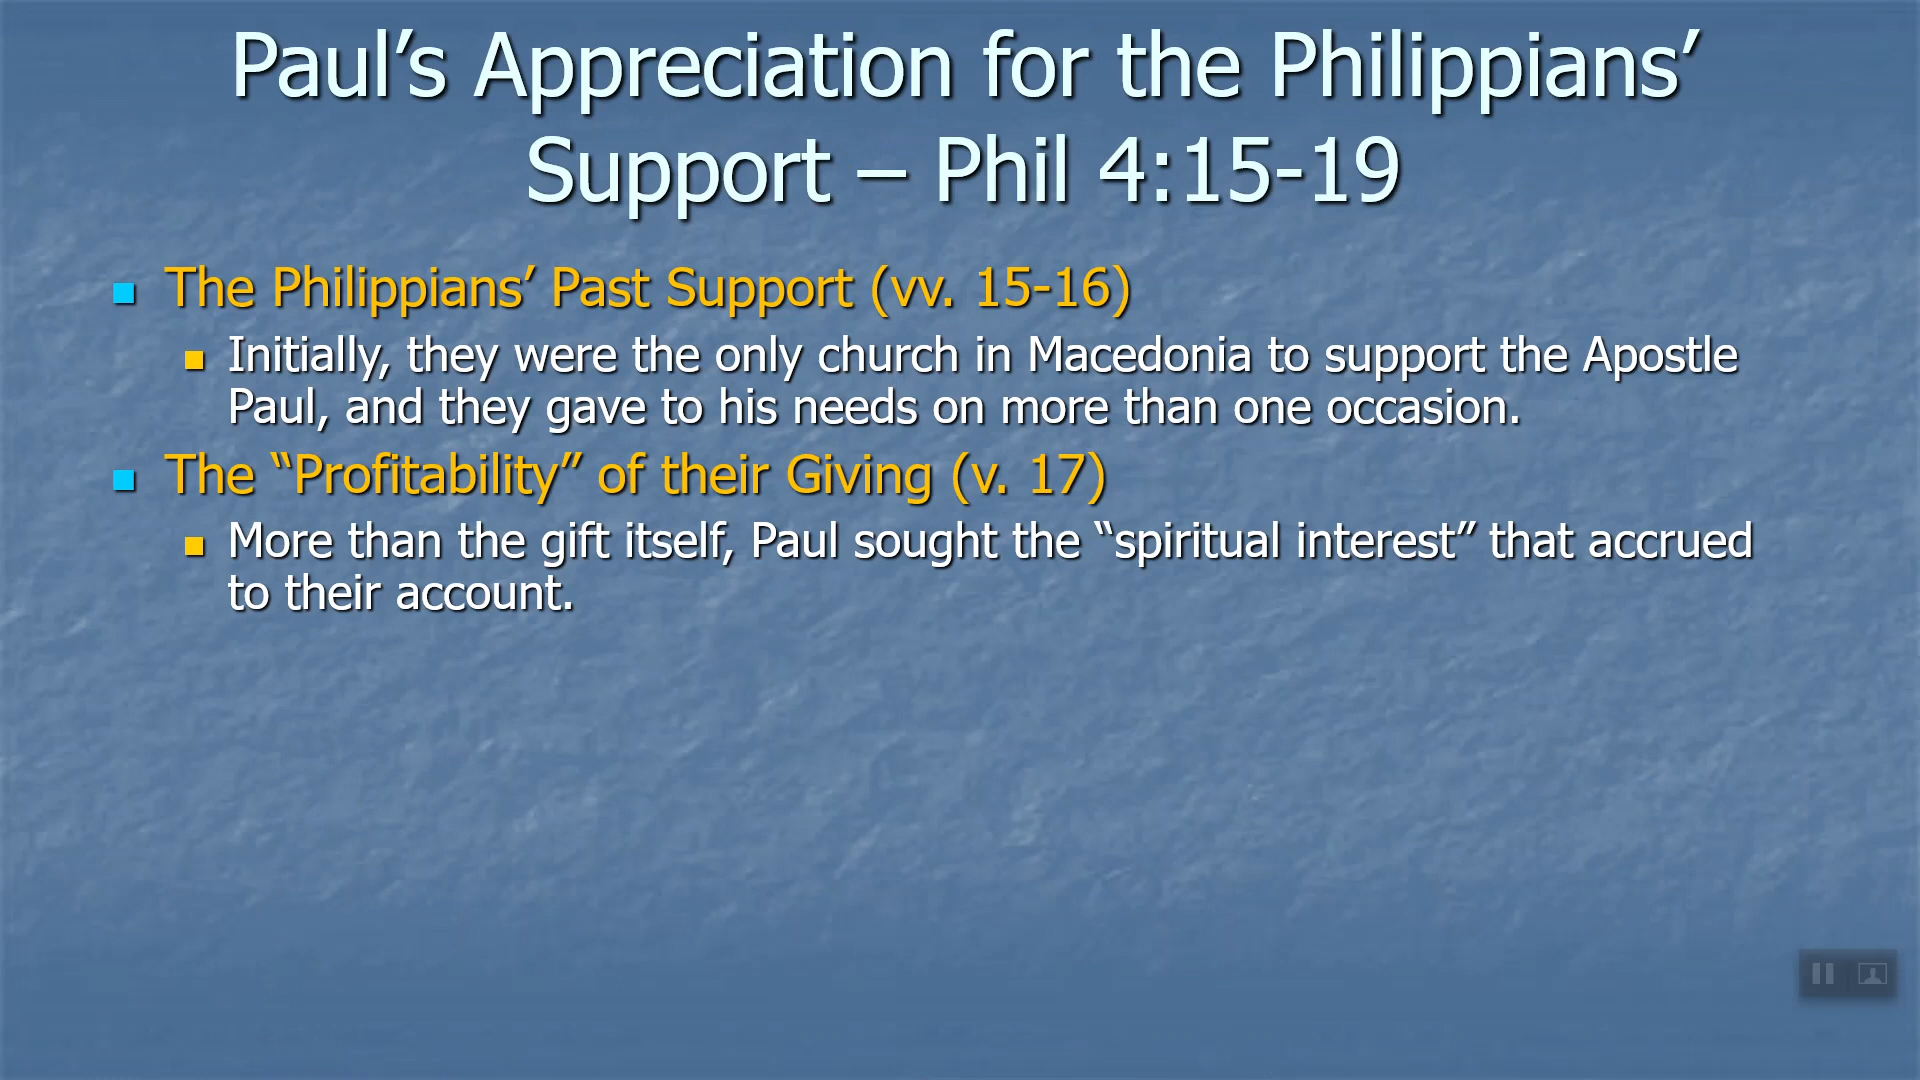 Paul’s Appreciation for the Philippians’
Support – Phil 4:15-19
The Philippians’ Past Support (vv. 15-16)
Initially, they were the only church in Macedonia to support the Apostle
Paul, and they gave to his needs on more than one occasion.
The “Profitability” of their Giving (v. 17)
More than the gift itself, Paul sought the “spiritual interest” that accrued
to their account.